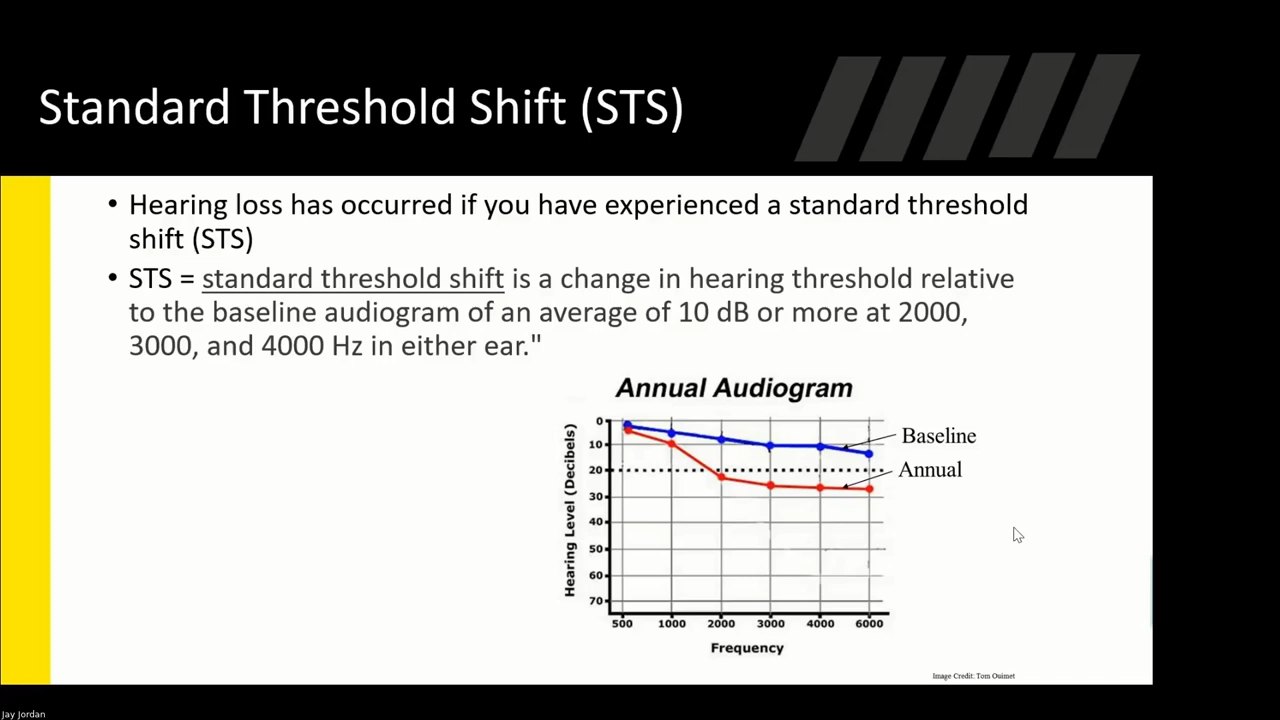 Standard Threshold Shift (STS)
• Hearing loss has occurred if you have experienced a standard threshold
shift (STS)
• STS = standard threshold shift is a change in hearing threshold relative
to the baseline audiogram of an average of 10 dB or more at 2000,
3000, and 4000 Hz in either ear."
Annual Audiogram
Hearing Level (Decibels)
0
10
20
30
40
50
60
70
Baseline
Annual
500 1000 2000 3000 4000 6000
Frequency
Image Credit: Tom Ouimet
Jay Jordan